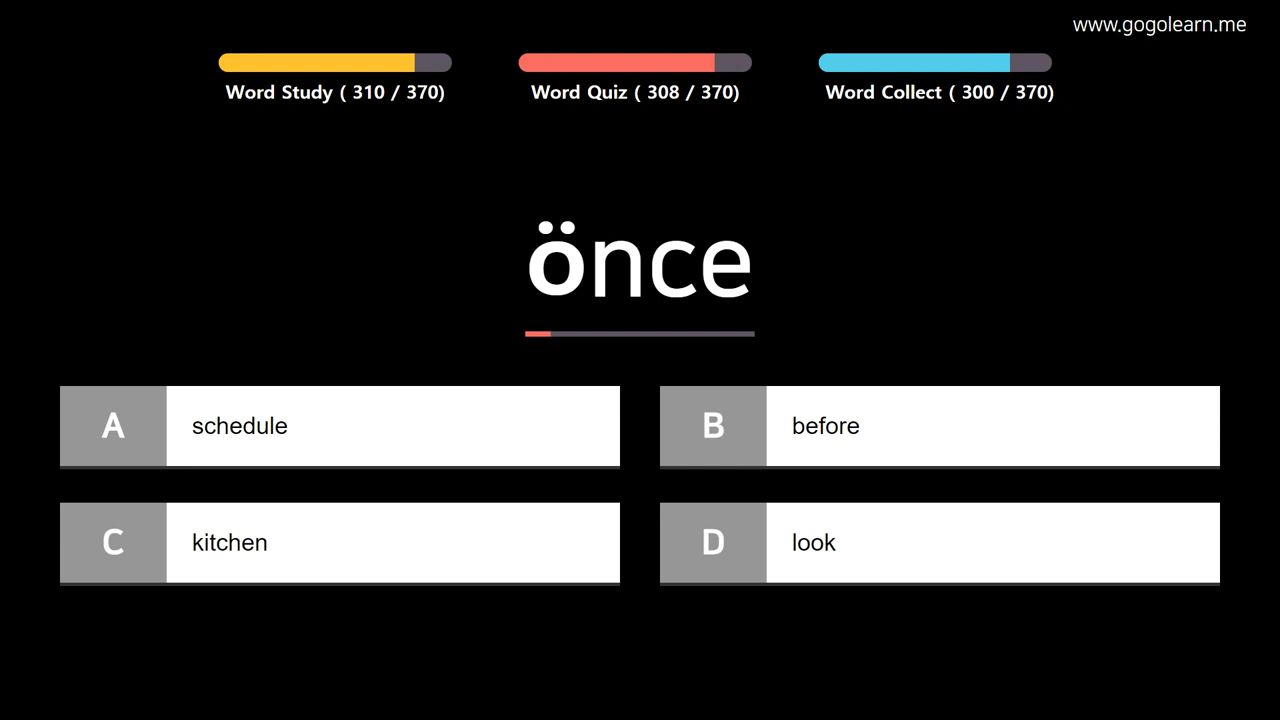 www.gogolearn.me
Word Study ( 310 / 370)
Word Quiz ( 308 / 370)
Word Collect ( 300 / 370)
önce
A schedule
B before
C kitchen
D look